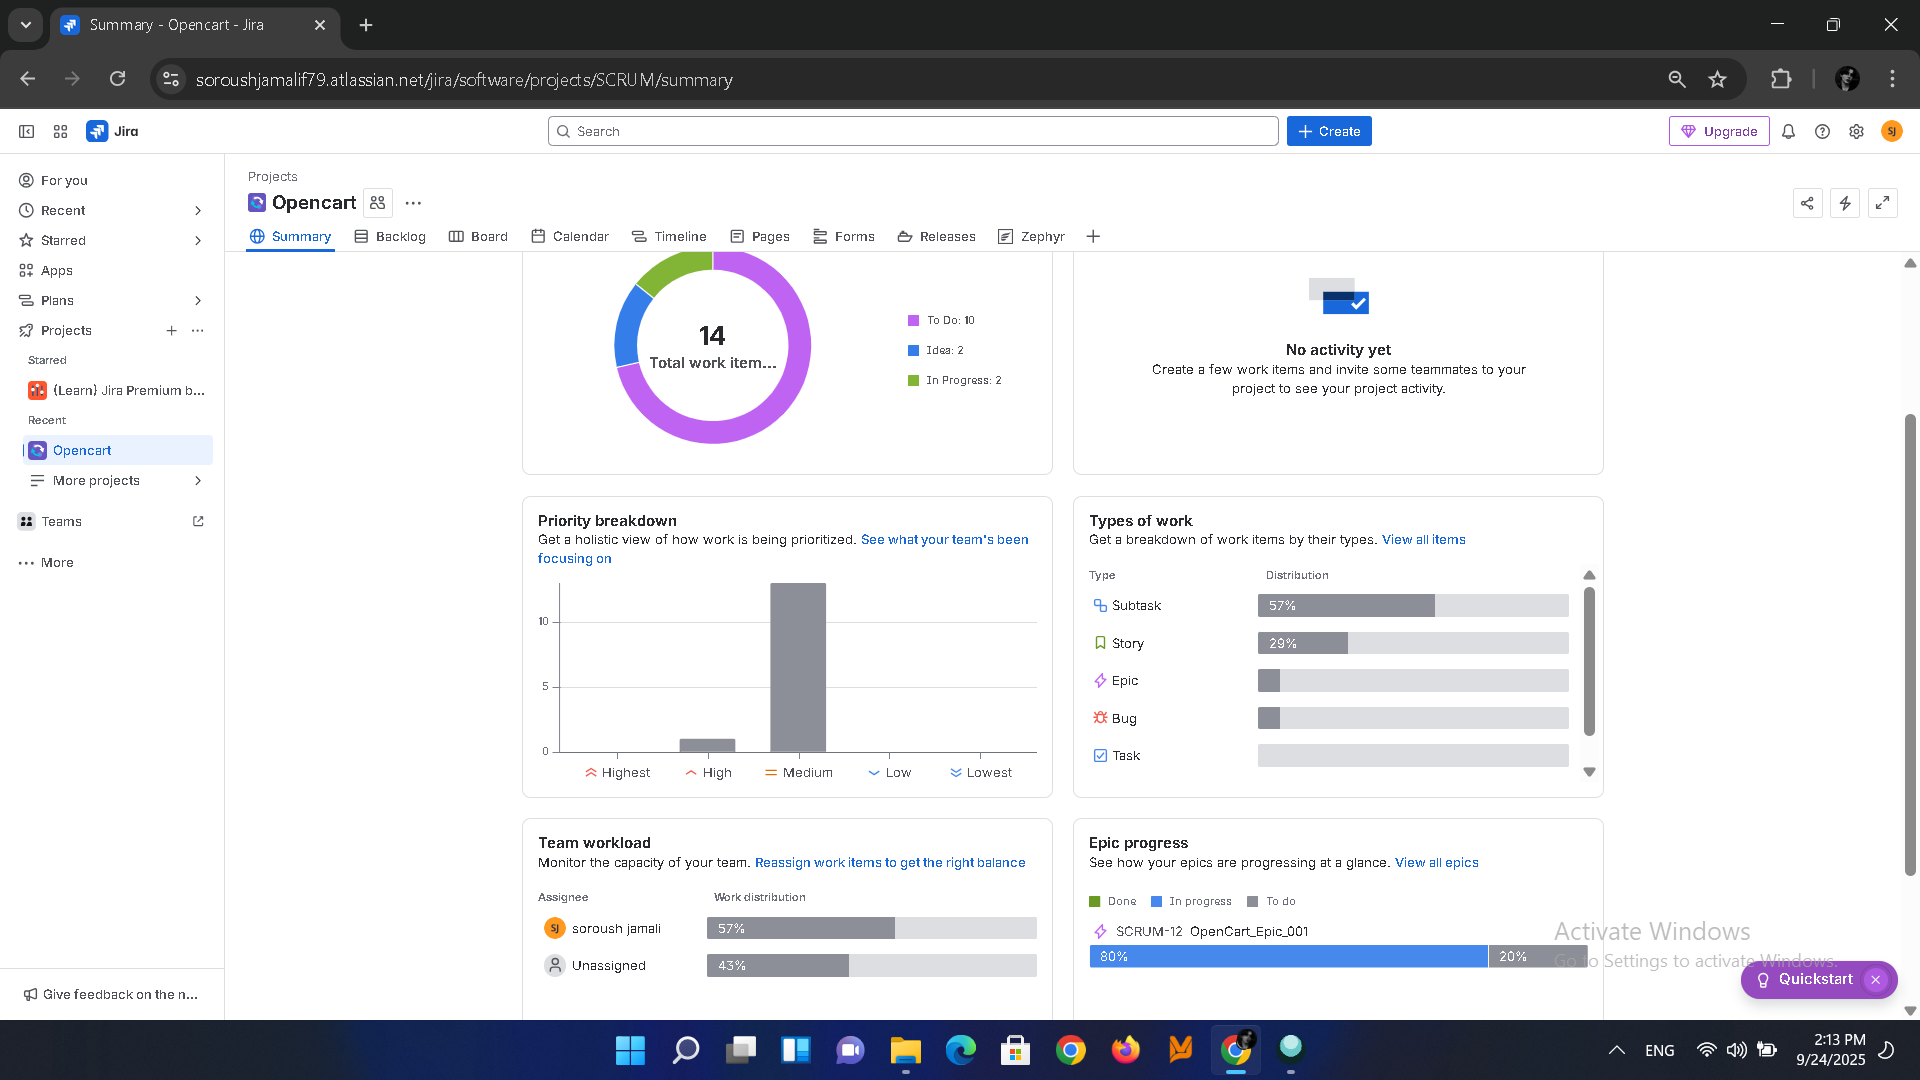 Summary - Opencart - Jira
soroushjamalif79.atlassian.net/jira/software/projects/SCRUM/summary
Jira
Search
Create
Upgrade
SJ
For you
Recent
Starred
Apps
Plans
Projects
Starred
(Learn) Jira Premium b...
Recent
Opencart
More projects
Teams
More
Give feedback on the n...
Projects
Opencart
Summary
Backlog
Board
Calendar
Timeline
Pages
Forms
Releases
Zephyr
14
Total work item...
To Do: 10
Idea: 2
In Progress: 2
No activity yet
Create a few work items and invite some teammates to your
project to see your project activity.
Priority breakdown
Get a holistic view of how work is being prioritized. See what your team's been
focusing on
10
5
0
Highest
High
Medium
Low
Lowest
Types of work
Get a breakdown of work items by their types. View all items
Type Distribution
Subtask 57%
Story 29%
Epic
Bug
Task
Team workload
Monitor the capacity of your team. Reassign work items to get the right balance
Assignee Work distribution
SJ soroush jamali 57%
Unassigned 43%
Epic progress
See how your epics are progressing at a glance. View all epics
Done In progress To do
SCRUM-12 OpenCart_Epic_001
80% 20%
Activate Windows
Go to Settings to activate Windows.
Quickstart
ENG
2:13 PM
9/24/2025